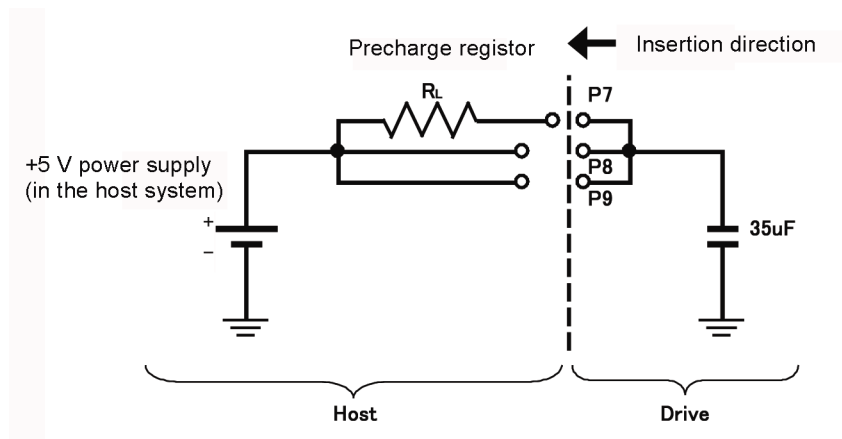 Precharge registor
Insertion direction
RL
P7
+5 V power supply
(in the host system)
P8
P9
+
−
35uF
Host
Drive